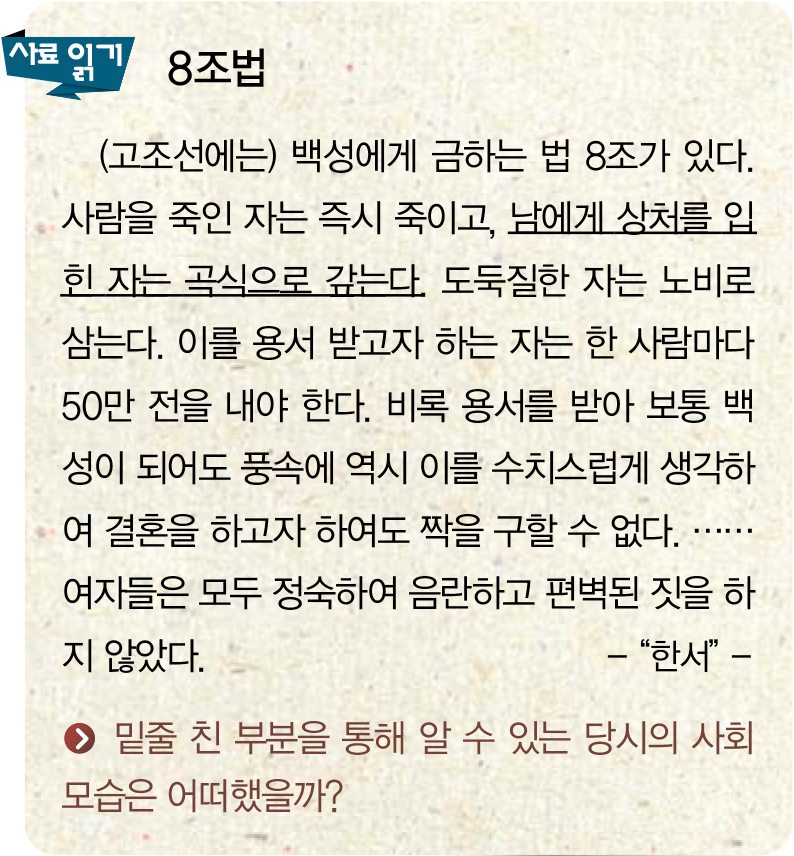 사료 읽기
8조법
(고조선에는) 백성에게 금하는 법 8조가 있다.
사람을 죽인 자는 즉시 죽이고, 남에게 상처를 입
힌 자는 곡식으로 갚는다. 도둑질한 자는 노비로
삼는다. 이를 용서 받고자 하는 자는 한 사람마다
50만 전을 내야 한다. 비록 용서를 받아 보통 백
성이 되어도 풍속에 역시 이를 수치스럽게 생각하
여 결혼을 하고자 하여도 짝을 구할 수 없다. ……
여자들은 모두 정숙하여 음란하고 편벽된 짓을 하
지 않았다. – “한서” –
밑줄 친 부분을 통해 알 수 있는 당시의 사회
모습은 어떠했을까?